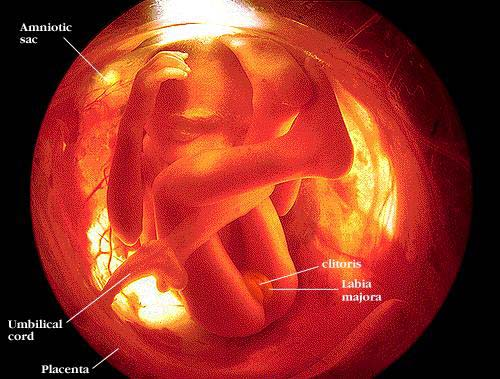 Amniotic
sac
clitoris
Labia
majora
Umbilical
cord
Placenta